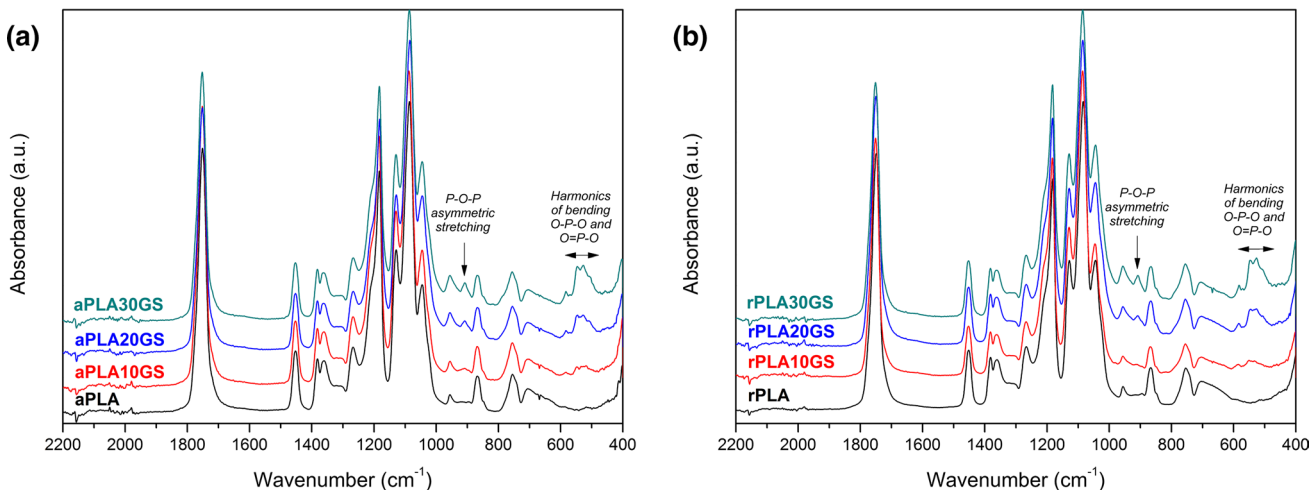 (a)
Absorbance (a.u.)
P-O-P
asymmetric
stretching
Harmonics
of bending
O-P-O and
O=P-O
aPLA30GS
aPLA20GS
aPLA10GS
aPLA
2200 2000 1800 1600 1400 1200 1000 800 600 400
Wavenumber (cm⁻¹)
(b)
Absorbance (a.u.)
P-O-P
asymmetric
stretching
Harmonics
of bending
O-P-O and
O=P-O
rPLA30GS
rPLA20GS
rPLA10GS
rPLA
2200 2000 1800 1600 1400 1200 1000 800 600 400
Wavenumber (cm⁻¹)